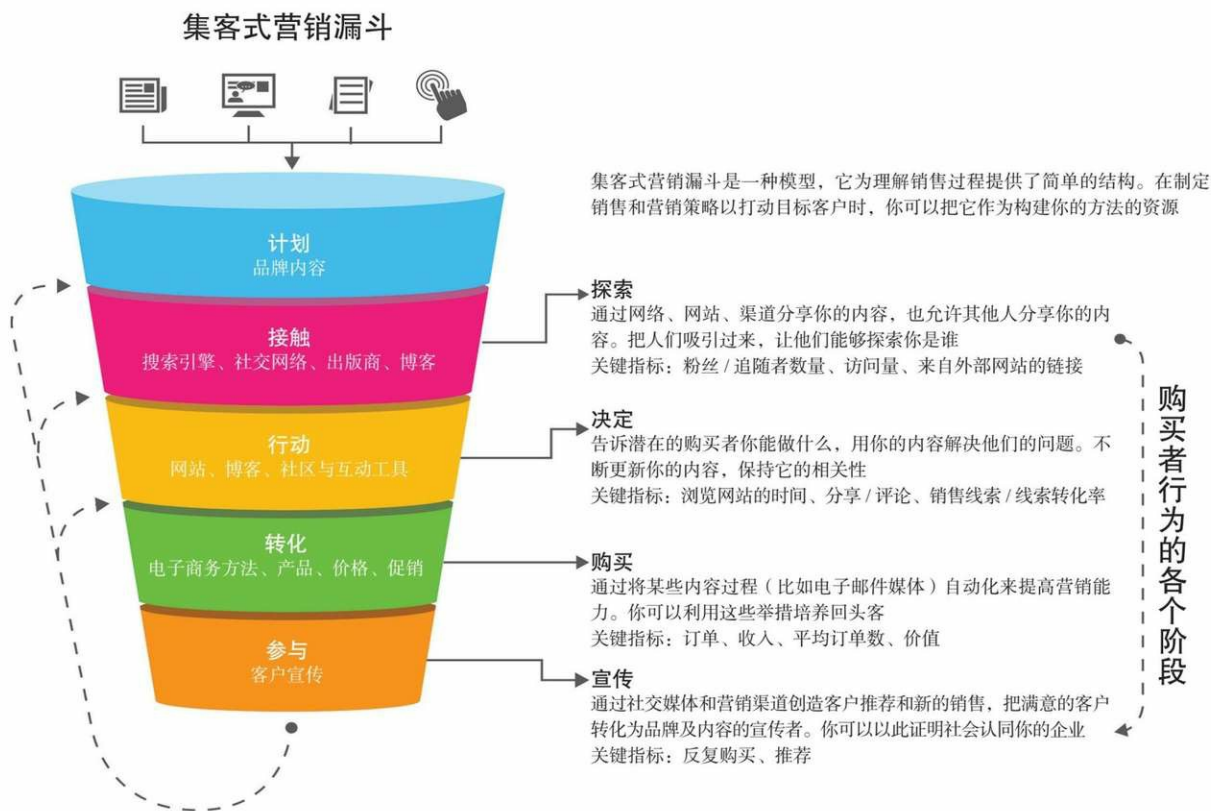 集客式营销漏斗
集客式营销漏斗是一种模型，它为理解销售过程提供了简单的结构。在制定
销售和营销策略以打动目标客户时，你可以把它作为构建你的方法的资源
计划
品牌内容
接触
搜索引擎、社交网络、出版商、博客
行动
网站、博客、社区与互动工具
转化
电子商务方法、产品、价格、促销
参与
客户宣传
探索
通过网络、网站、渠道分享你的内容，也允许其他人分享你的内
容。把人们吸引过来，让他们能够探索你是谁
关键指标：粉丝 / 追随者数量、访问量、来自外部网站的链接
决定
告诉潜在的购买者你能做什么，用你的内容解决他们的问题。不
断更新你的内容，保持它的相关性
关键指标：浏览网站的时间、分享 / 评论、销售线索 / 线索转化率
购买
通过将某些内容过程（比如电子邮件媒体）自动化来提高营销能
力。你可以利用这些举措培养回头客
关键指标：订单、收入、平均订单数、价值
宣传
通过社交媒体和营销渠道创造客户推荐和新的销售，把满意的客户
转化为品牌及内容的宣传者。你可以以此证明社会认同你的企业
关键指标：反复购买、推荐
购买者行为的各个阶段